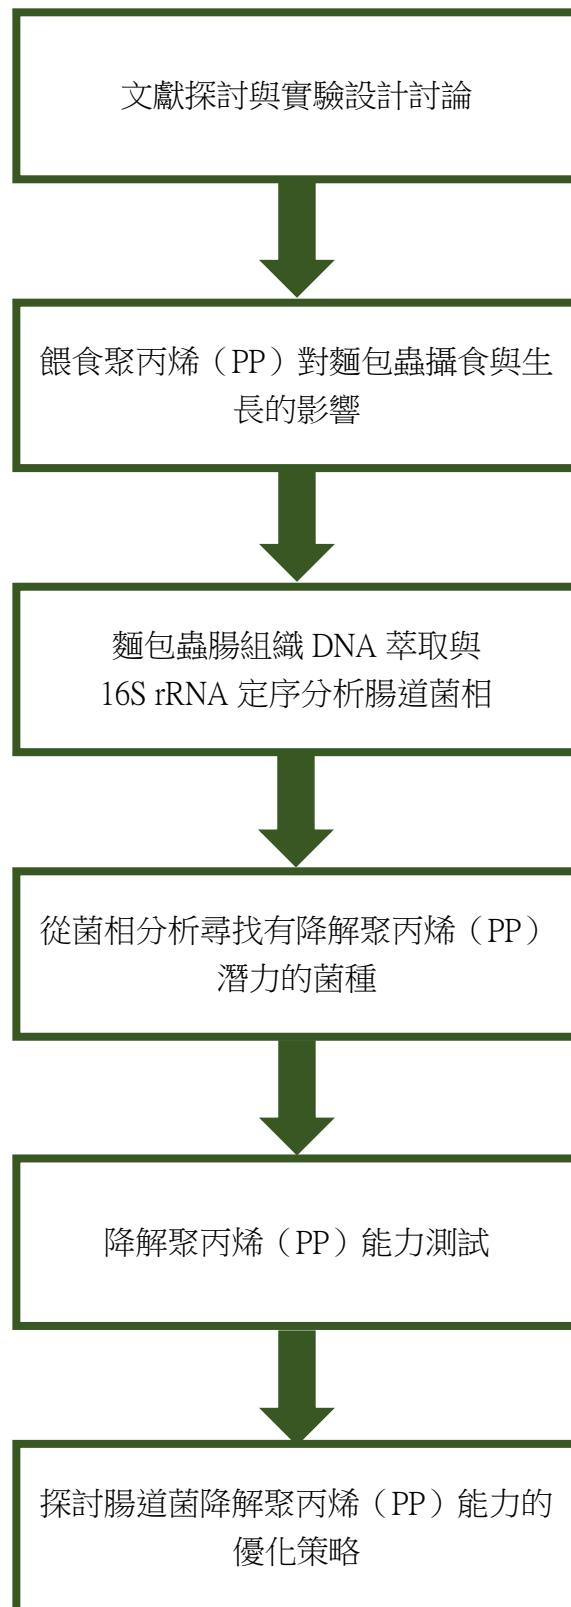 文獻探討與實驗設計討論
餵食聚丙烯（PP）對麵包蟲攝食與生
長的影響
麵包蟲腸組織 DNA 萃取與
16S rRNA 定序分析腸道菌相
從菌相分析尋找有降解聚丙烯（PP）
潛力的菌種
降解聚丙烯（PP）能力測試
探討腸道菌降解聚丙烯（PP）能力的
優化策略